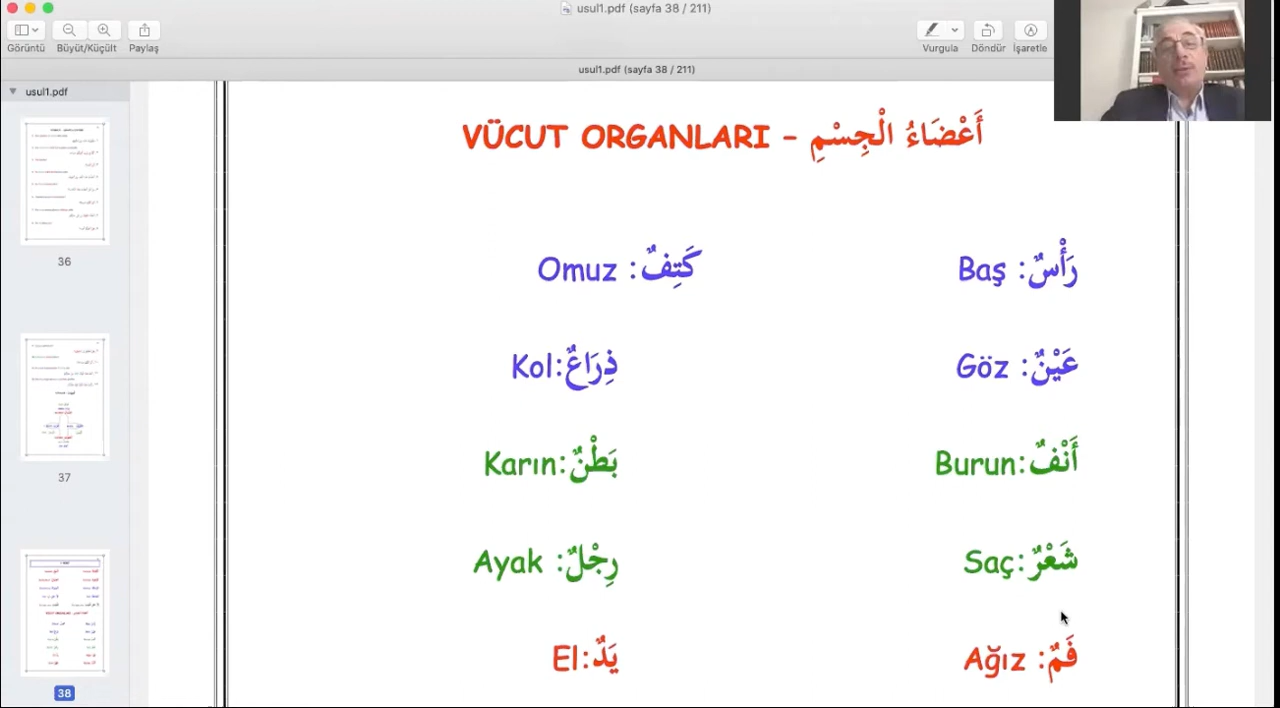 usul1.pdf (sayfa 38 / 211)
Görüntü
Büyüt/Küçült
Paylaş
Vurgula
Döndür
İşaretle
usul1.pdf (sayfa 38 / 211)
usul1.pdf
36
37
38
أَعْضَاءُ الْجِسْمِ – VÜCUT ORGANLARI
رَأْسٌ: Baş كَتِفٌ: Omuz
عَيْنٌ: Göz ذِرَاعٌ: Kol
أَنْفٌ: Burun بَطْنٌ: Karın
شَعْرٌ: Saç رِجْلٌ: Ayak
فَمٌ: Ağız يَدٌ: El